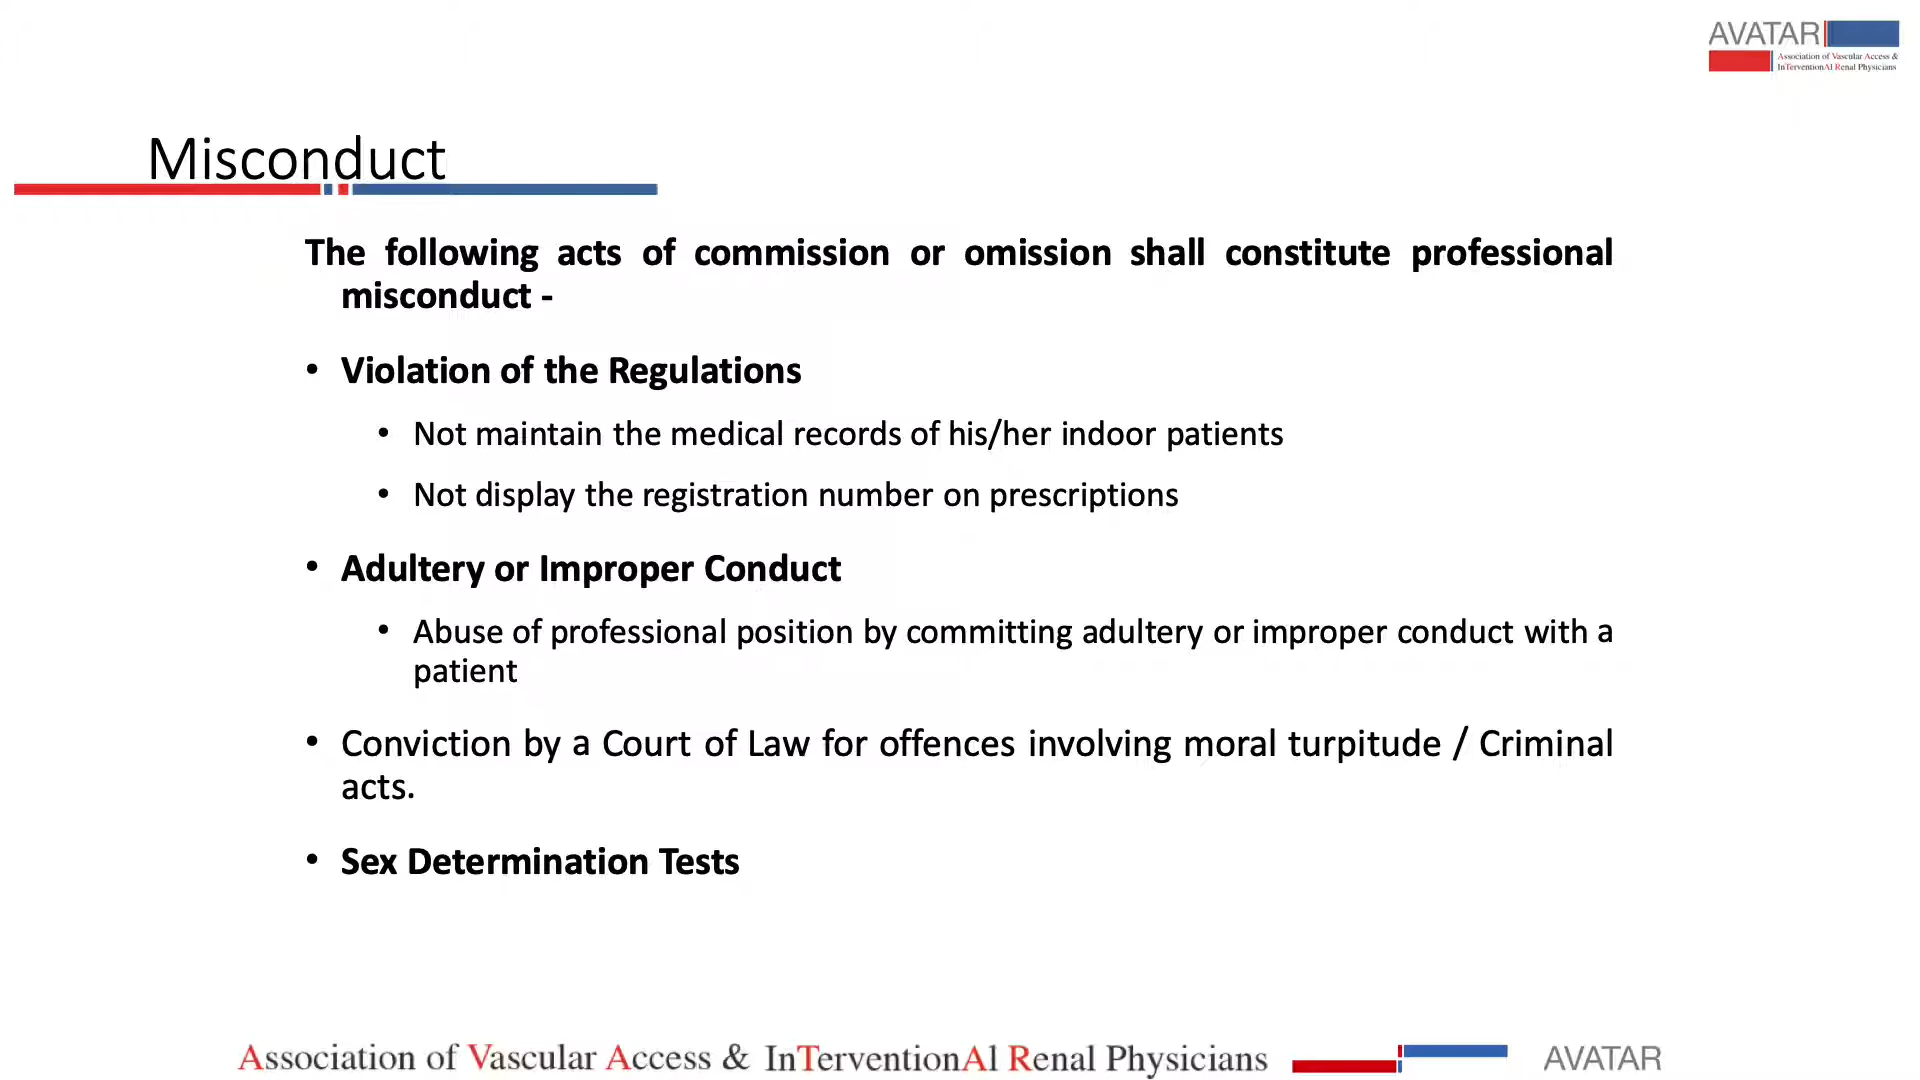 AVATAR
Association of Vascular Access &
InTerventionAl Renal Physicians
Misconduct
The following acts of commission or omission shall constitute professional
misconduct -
• Violation of the Regulations
• Not maintain the medical records of his/her indoor patients
• Not display the registration number on prescriptions
• Adultery or Improper Conduct
• Abuse of professional position by committing adultery or improper conduct with a
patient
• Conviction by a Court of Law for offences involving moral turpitude / Criminal
acts.
• Sex Determination Tests
Association of Vascular Access & InTerventionAl Renal Physicians AVATAR